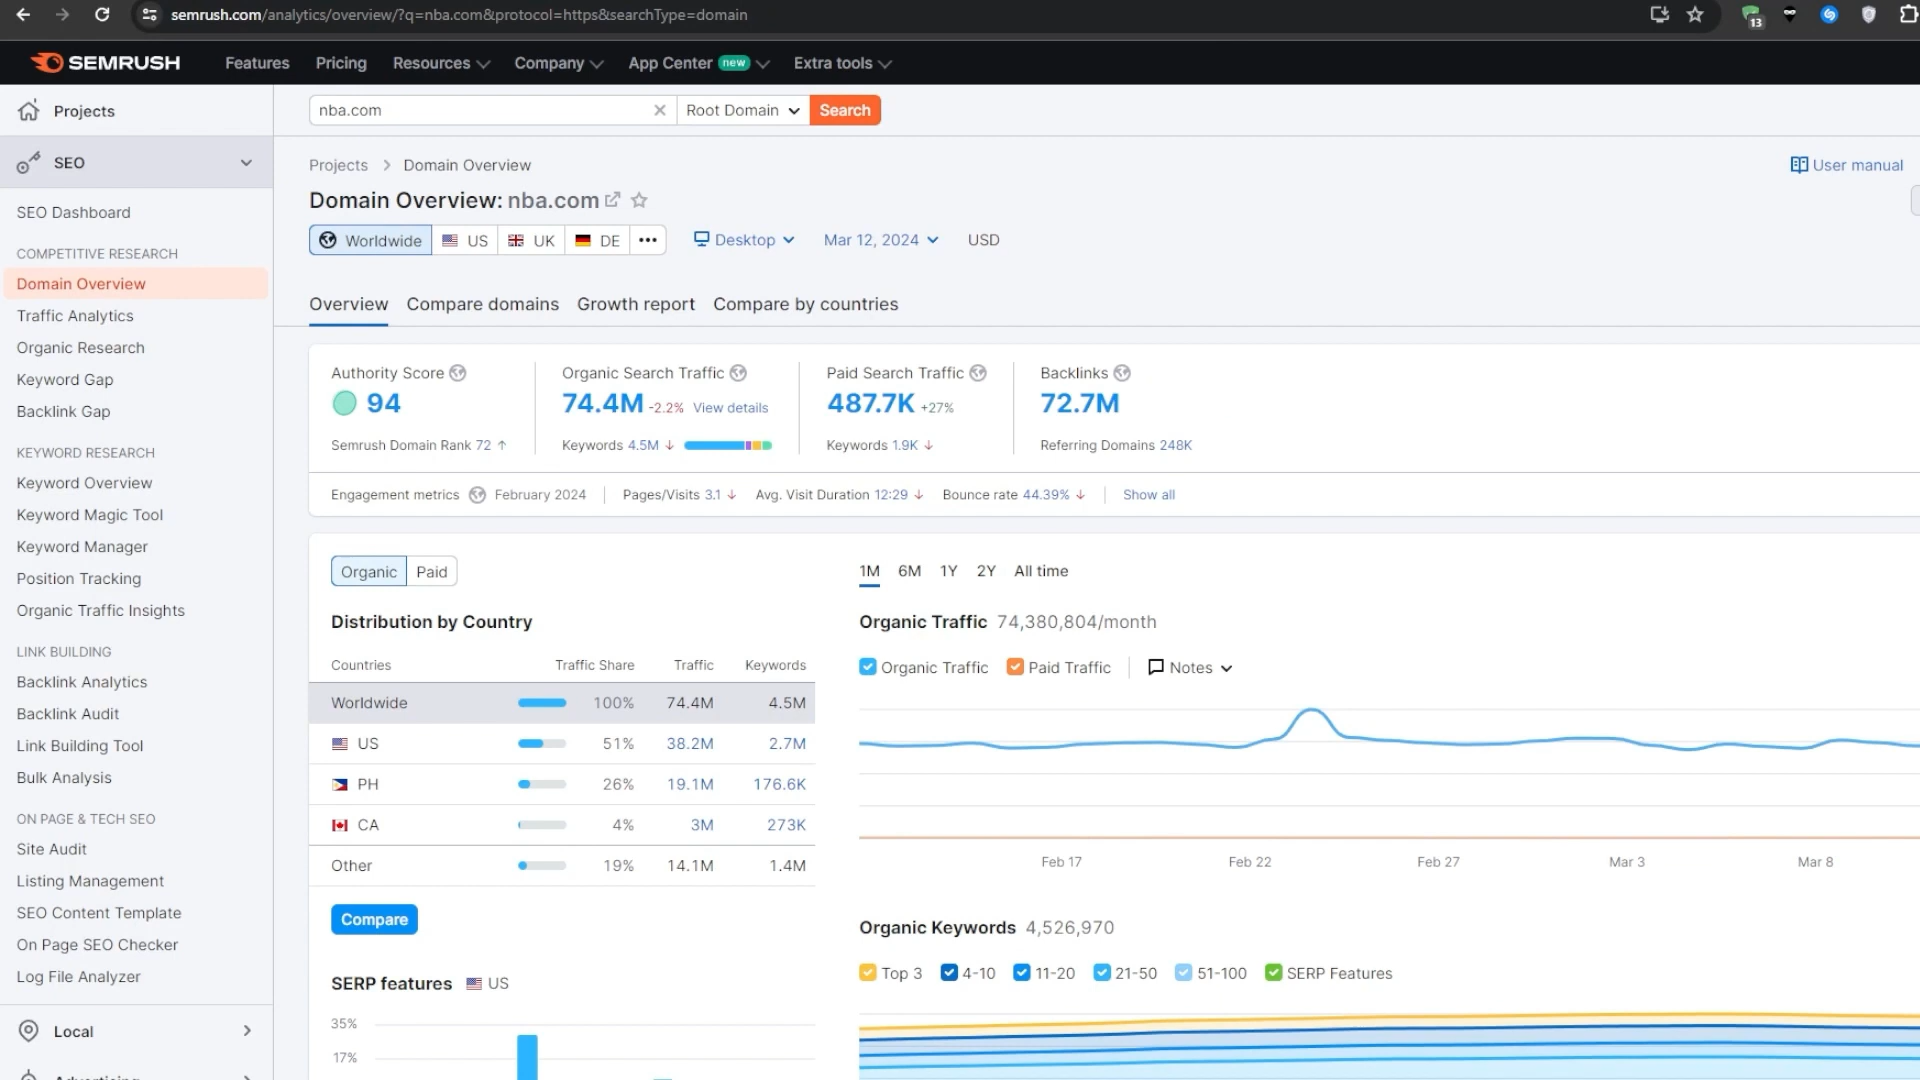 semrush.com/analytics/overview/?q=nba.com&protocol=https&searchType=domain
13
SEMRUSH
Features
Pricing
Resources
Company
App Center new
Extra tools
Projects
SEO
SEO Dashboard
COMPETITIVE RESEARCH
Domain Overview
Traffic Analytics
Organic Research
Keyword Gap
Backlink Gap
KEYWORD RESEARCH
Keyword Overview
Keyword Magic Tool
Keyword Manager
Position Tracking
Organic Traffic Insights
LINK BUILDING
Backlink Analytics
Backlink Audit
Link Building Tool
Bulk Analysis
ON PAGE & TECH SEO
Site Audit
Listing Management
SEO Content Template
On Page SEO Checker
Log File Analyzer
Local
Advertising
nba.com
Root Domain
Search
Projects > Domain Overview
User manual
Domain Overview: nba.com
Worldwide US UK DE •••
Desktop
Mar 12, 2024
USD
Overview
Compare domains
Growth report
Compare by countries
Authority Score
94
Semrush Domain Rank 72 ↑
Organic Search Traffic
74.4M -2.2% View details
Keywords 4.5M ↓
Paid Search Traffic
487.7K +27%
Keywords 1.9K ↓
Backlinks
72.7M
Referring Domains 248K
Engagement metrics February 2024 Pages/Visits 3.1 ↓ Avg. Visit Duration 12:29 ↓ Bounce rate 44.39% ↓ Show all
Organic Paid
Distribution by Country
Countries Traffic Share Traffic Keywords
Worldwide 100% 74.4M 4.5M
US 51% 38.2M 2.7M
PH 26% 19.1M 176.6K
CA 4% 3M 273K
Other 19% 14.1M 1.4M
Compare
SERP features US
35%
17%
1M 6M 1Y 2Y All time
Organic Traffic 74,380,804/month
Organic Traffic Paid Traffic Notes
Feb 17 Feb 22 Feb 27 Mar 3 Mar 8
Organic Keywords 4,526,970
Top 3 4-10 11-20 21-50 51-100 SERP Features